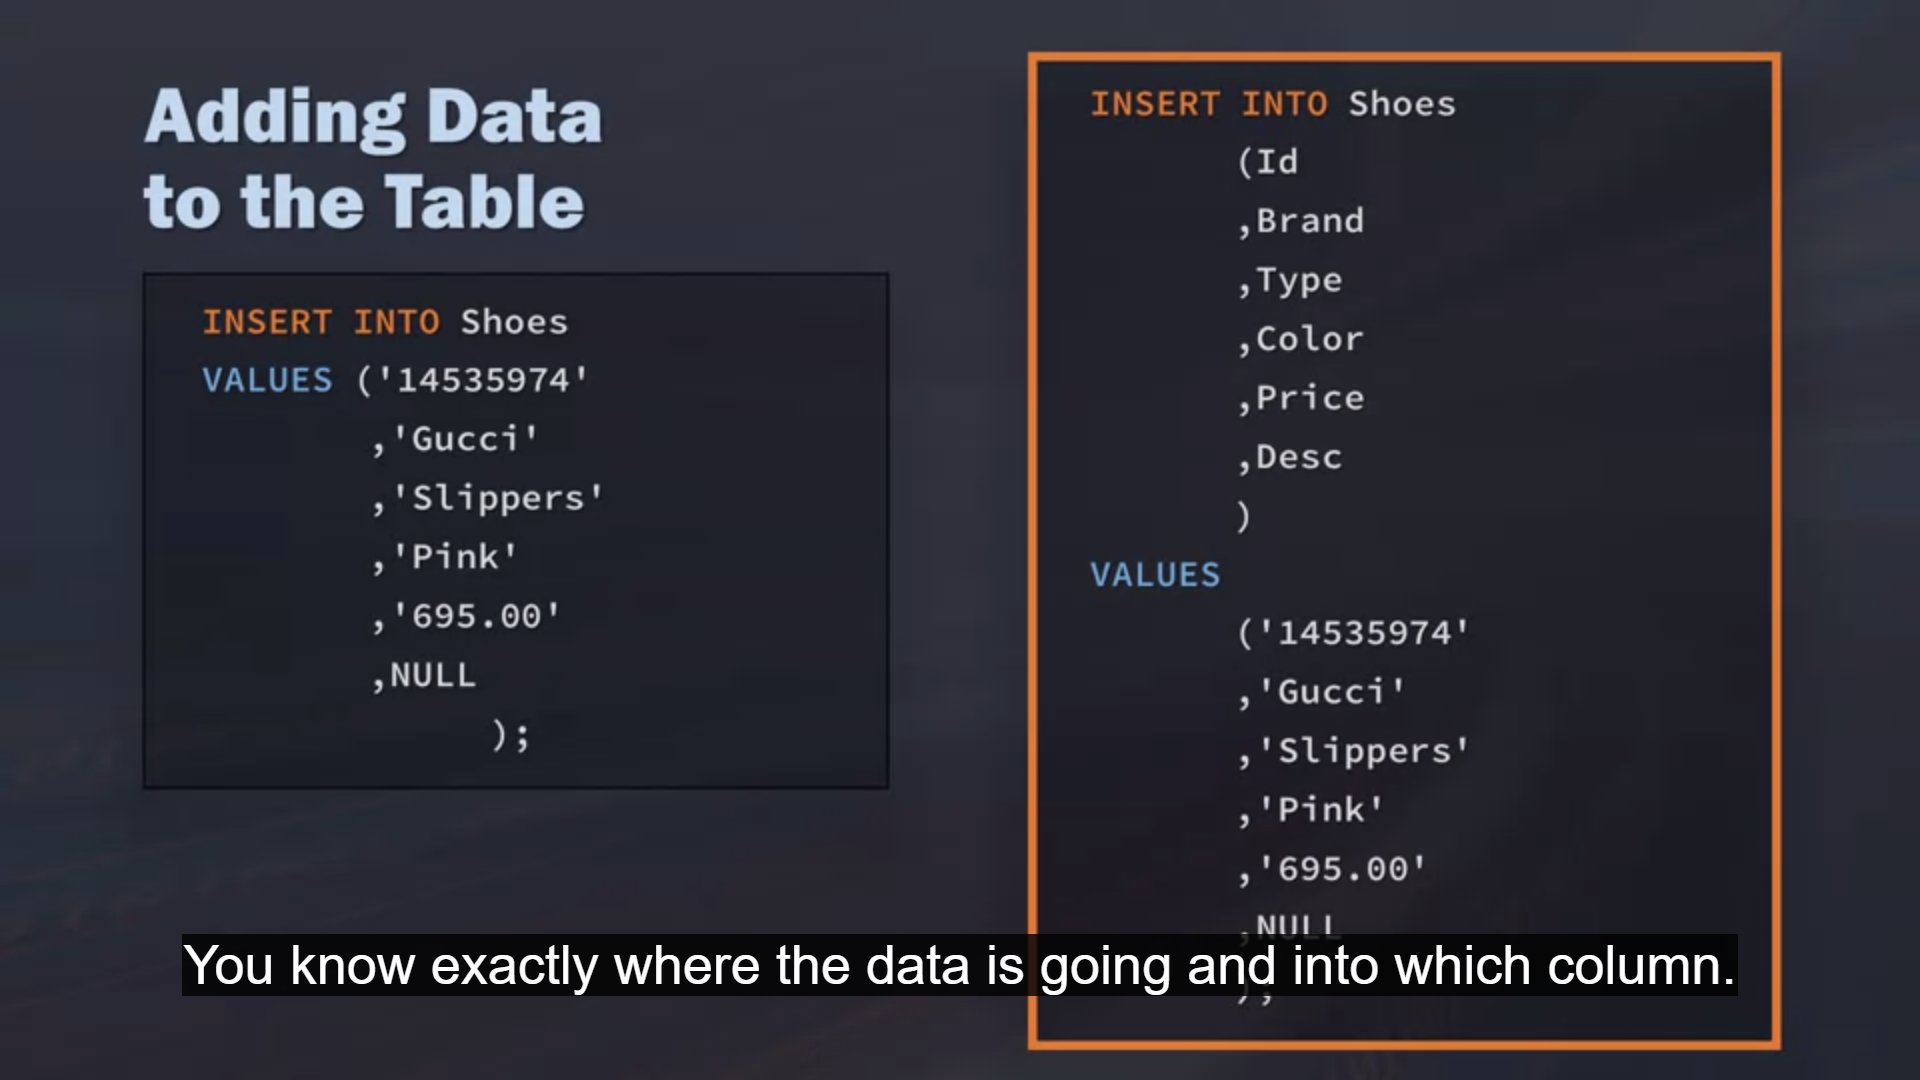 Adding Data
to the Table
INSERT INTO Shoes
VALUES ('14535974'
,'Gucci'
,'Slippers'
,'Pink'
,'695.00'
,NULL
);
INSERT INTO Shoes
(Id
,Brand
,Type
,Color
,Price
,Desc
)
VALUES
('14535974'
,'Gucci'
,'Slippers'
,'Pink'
,'695.00'
,NULL
);
You know exactly where the data is going and into which column.